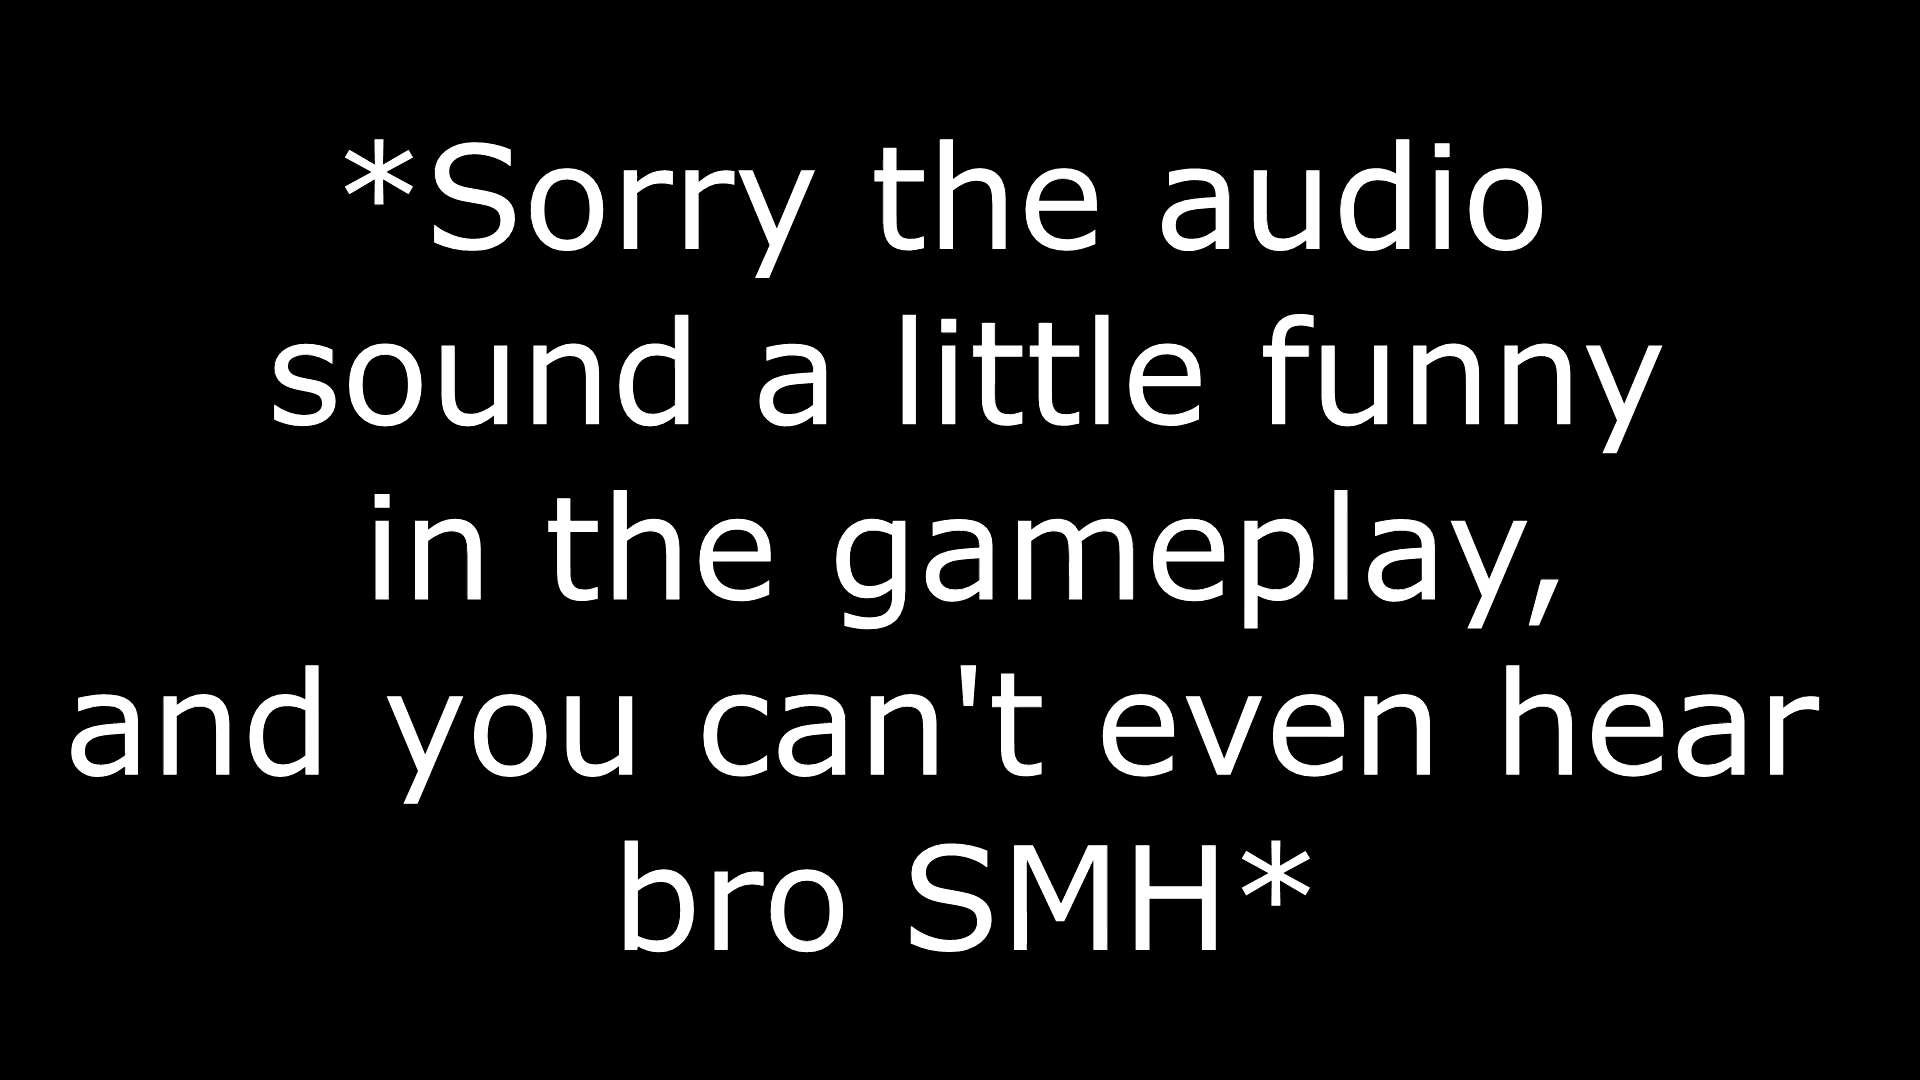 *Sorry the audio
sound a little funny
in the gameplay,
and you can't even hear
bro SMH*